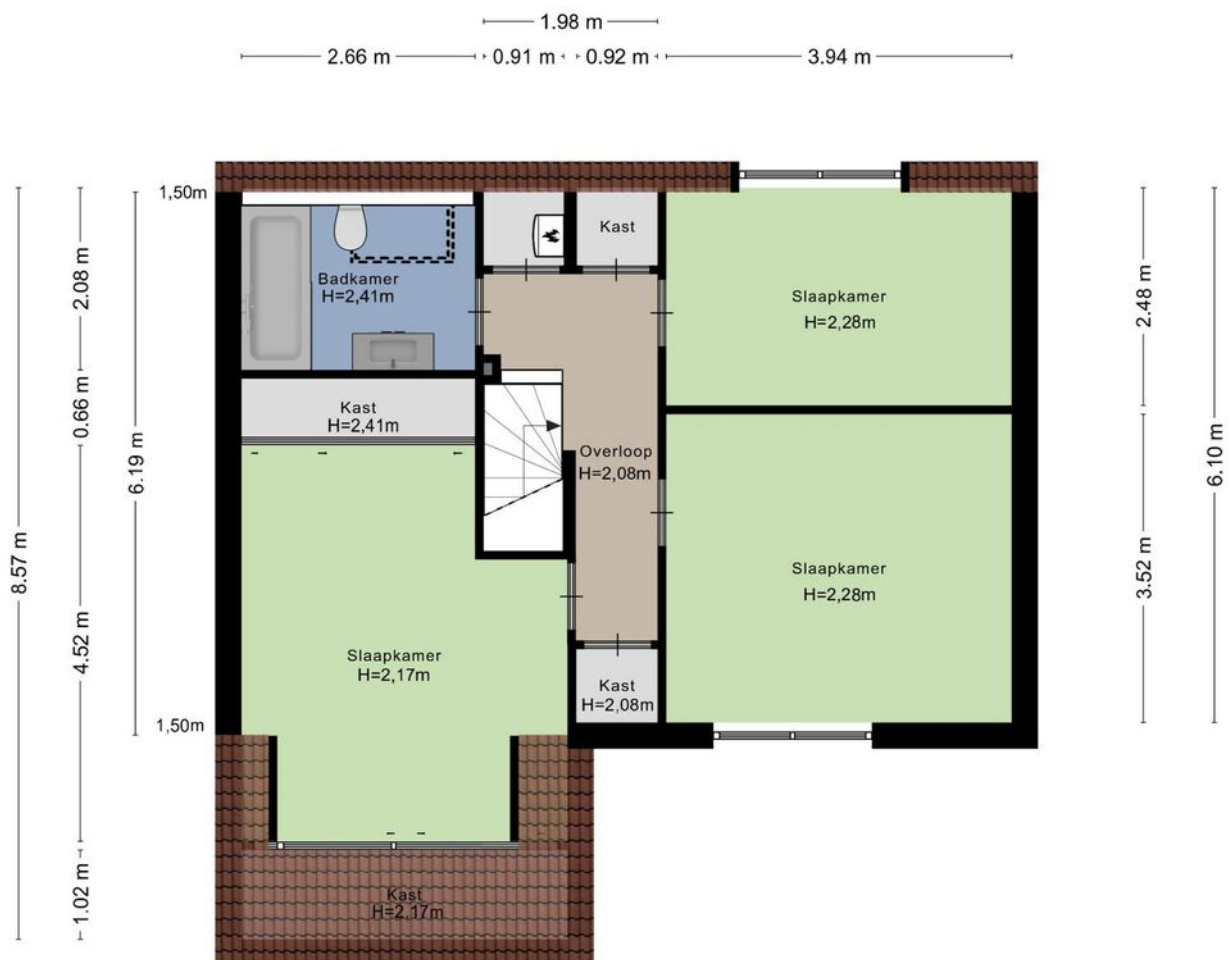 1.98 m
2.66 m
0.91 m
0.92 m
3.94 m
1,50m
Kast
Badkamer
H=2,41m
Slaapkamer
H=2,28m
2.08 m
2.48 m
Kast
H=2,41m
0.66 m
6.19 m
Overloop
H=2,08m
6.10 m
8.57 m
Slaapkamer
H=2,28m
3.52 m
4.52 m
Slaapkamer
H=2,17m
Kast
H=2,08m
1,50m
Kast
H=2,17m
1.02 m